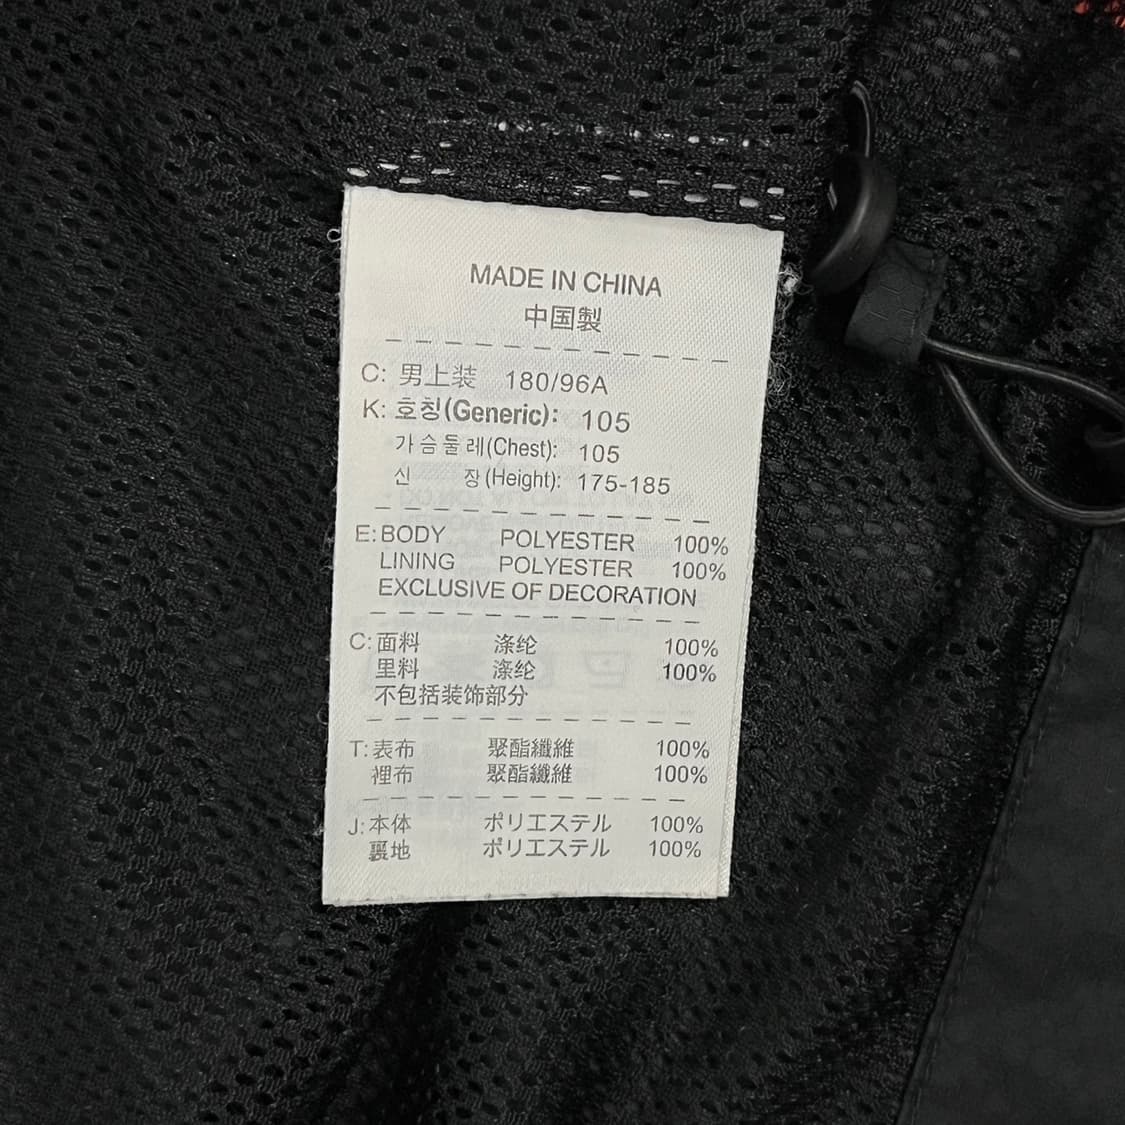 MADE IN CHINA
中国製
C: 男上装 180/96A
K: 호칭(Generic): 105
가슴둘레(Chest): 105
신 장(Height): 175-185
E: BODY POLYESTER 100%
LINING POLYESTER 100%
EXCLUSIVE OF DECORATION
C: 面料 涤纶 100%
里料 涤纶 100%
不包括装饰部分
T: 表布 聚酯纖維 100%
裡布 聚酯纖維 100%
J: 本体 ポリエステル 100%
裏地 ポリエステル 100%